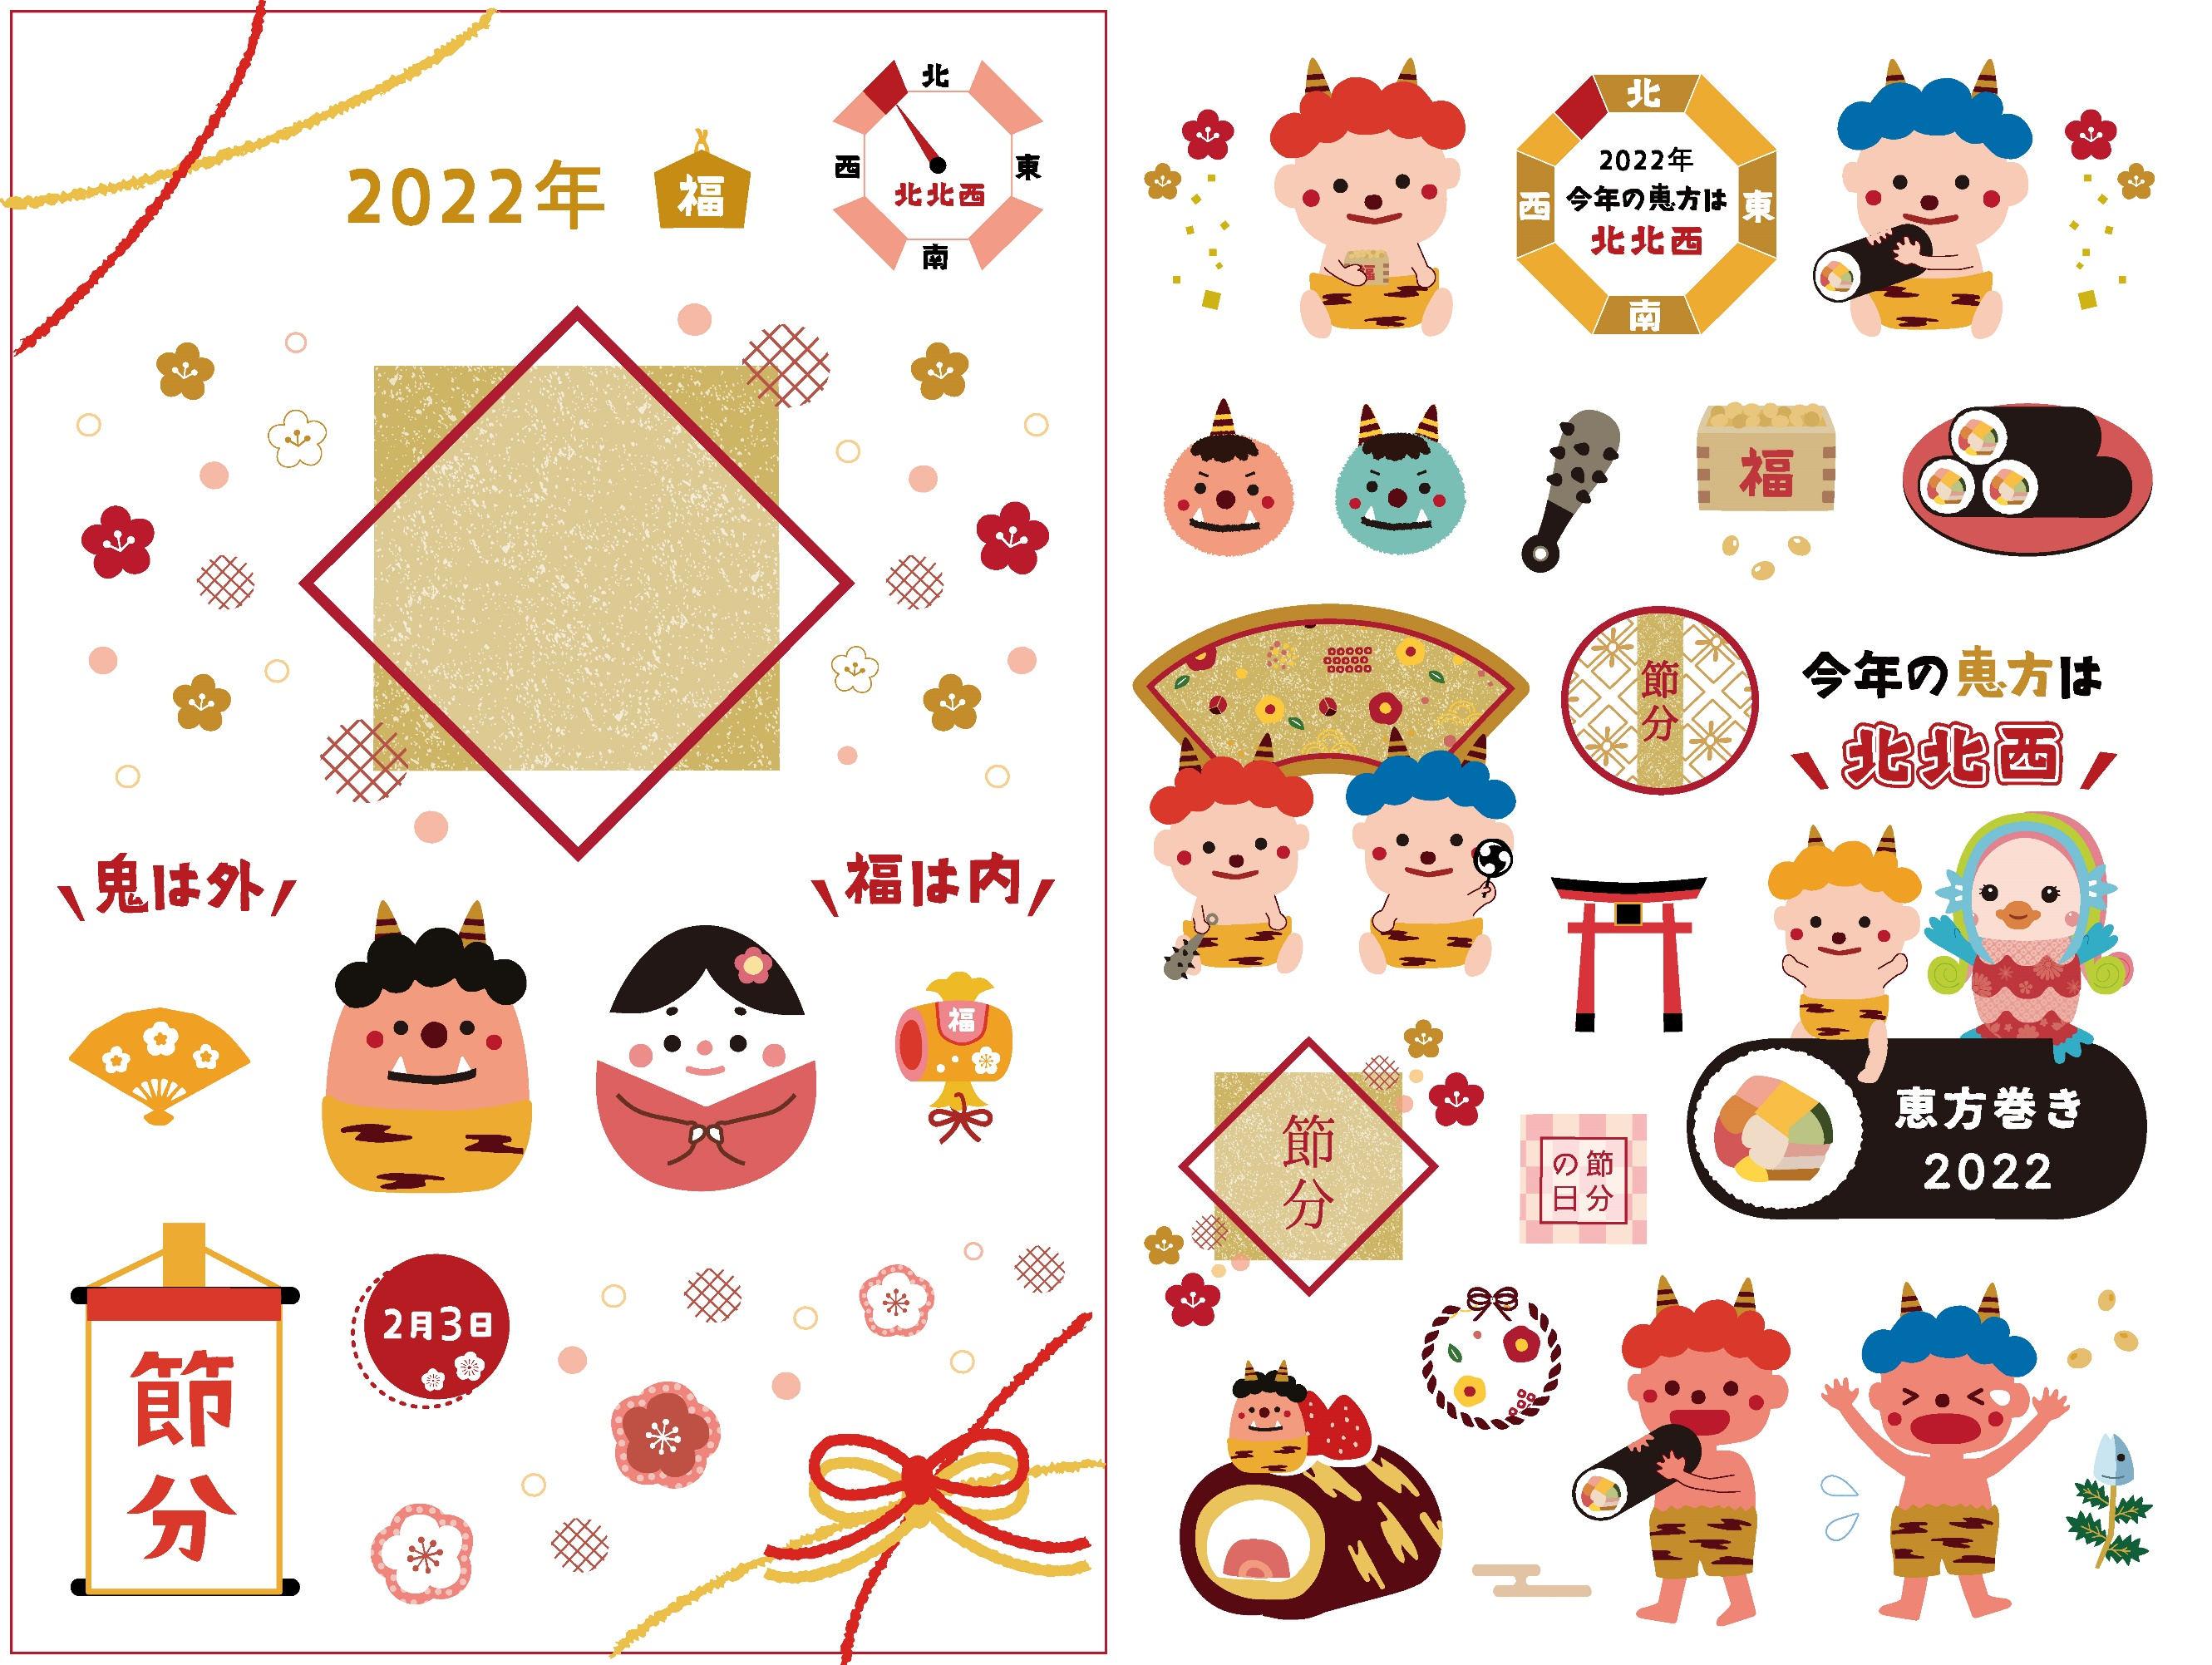 2022年
福
北
西
東
北北西
南
鬼は外
福は内
福
節分
2月3日
北
西
東
南
2022年
今年の恵方は
北北西
福
福
節分
今年の恵方は
北北西
節分
節分
の日
恵方巻き
2022